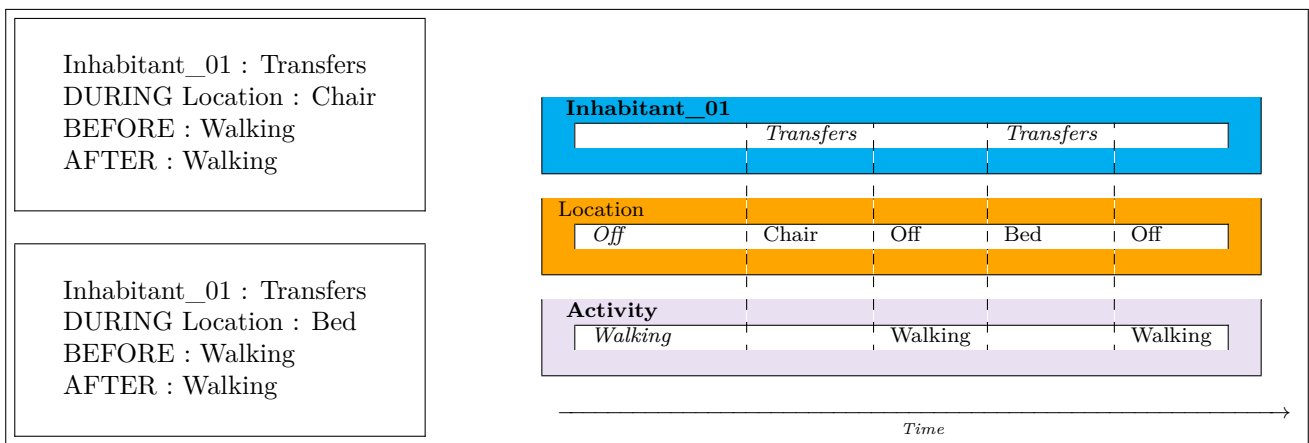 Inhabitant_01 : Transfers
DURING Location : Chair
BEFORE : Walking
AFTER : Walking
Inhabitant_01 : Transfers
DURING Location : Bed
BEFORE : Walking
AFTER : Walking
Inhabitant_01
Transfers Transfers
Location
Off Chair Off Bed Off
Activity
Walking Walking Walking
Time